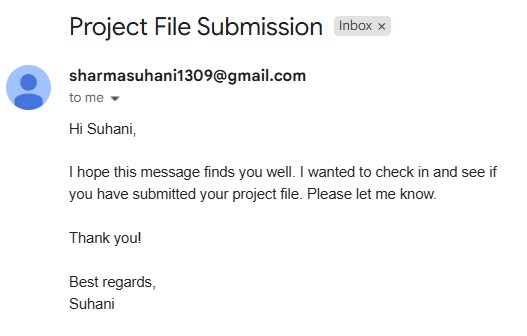 Project File Submission Inbox ×
sharmasuhani1309@gmail.com
to me
Hi Suhani,
I hope this message finds you well. I wanted to check in and see if
you have submitted your project file. Please let me know.
Thank you!
Best regards,
Suhani